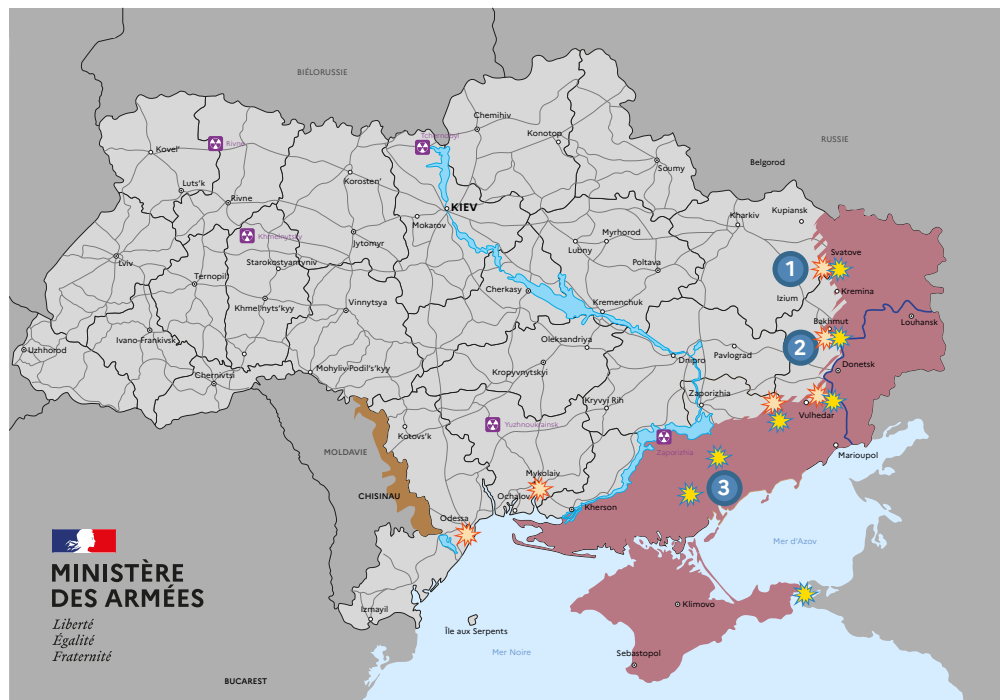 BIÉLORUSSIE
RUSSIE
Tchernobyl
Chernihiv
Konotop
Belgorod
Kovel'
Rivne
Soumy
Korosten'
Luts'k
Rivne
KIEV
Kharkiv
Kupiansk
Mokarov
Myrhorod
Khmelnytsky
Jytomyr
Lubny
Svatove
Lviv
Starokostyantyniv
Poltava
1
Ternopil
Cherkasy
Kremina
Izium
Khmel'nyts'kyy
Vinnytsya
Kremenchuk
Louhansk
Bakhmut
Ivano-Frankivsk
Oleksandriya
2
Uzhhorod
Dnipro
Pavlograd
Donetsk
Chernivtsi
Mohyliv-Podil's'kyy
Kropyvnytskyi
Zaporizhia
Kryvyi Rih
Vulhedar
Kotovs'k
Yuzhnoukrainsk
MOLDAVIE
Zaporizhia
Marioupol
Mykolaiv
CHISINAU
Ochakov
3
Kherson
Odessa
Mer d'Azov
MINISTÈRE
DES ARMÉES
Liberté
Égalité
Fraternité
Izmayil
Klimovo
Île aux Serpents
Mer Noire
Sebastopol
BUCAREST